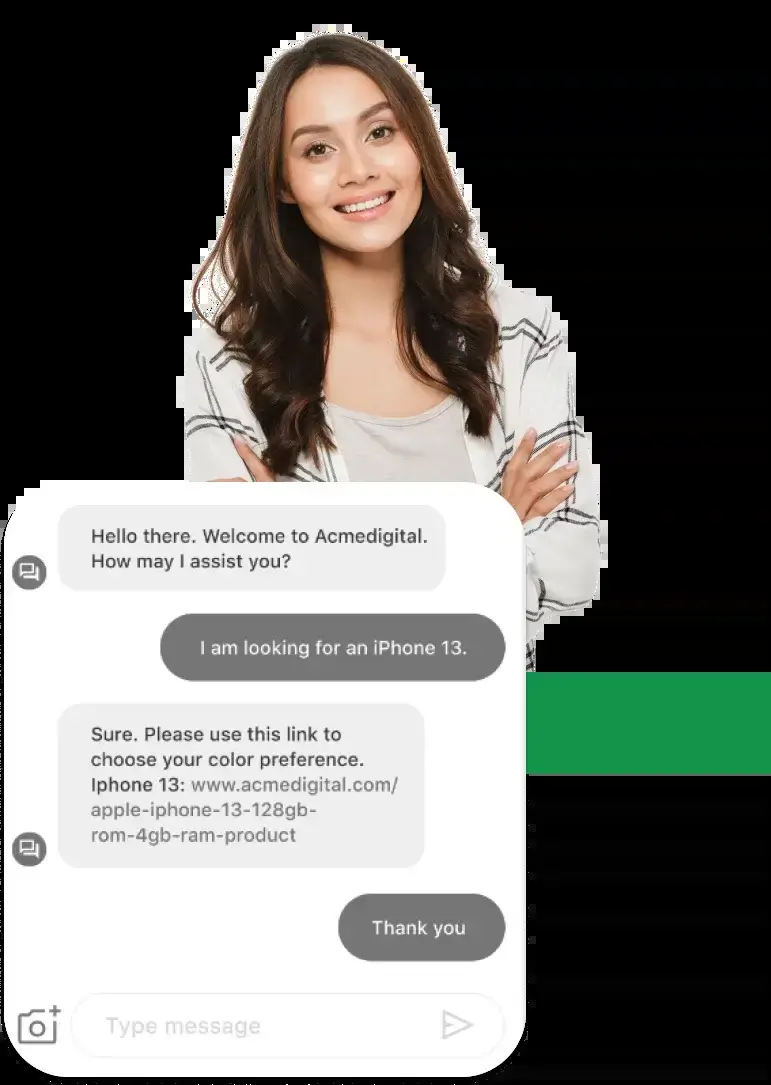 Hello there. Welcome to Acmedigital.
How may I assist you?
I am looking for an iPhone 13.
Sure. Please use this link to
choose your color preference.
Iphone 13: www.acmedigital.com/
apple-iphone-13-128gb-
rom-4gb-ram-product
Thank you
Type message